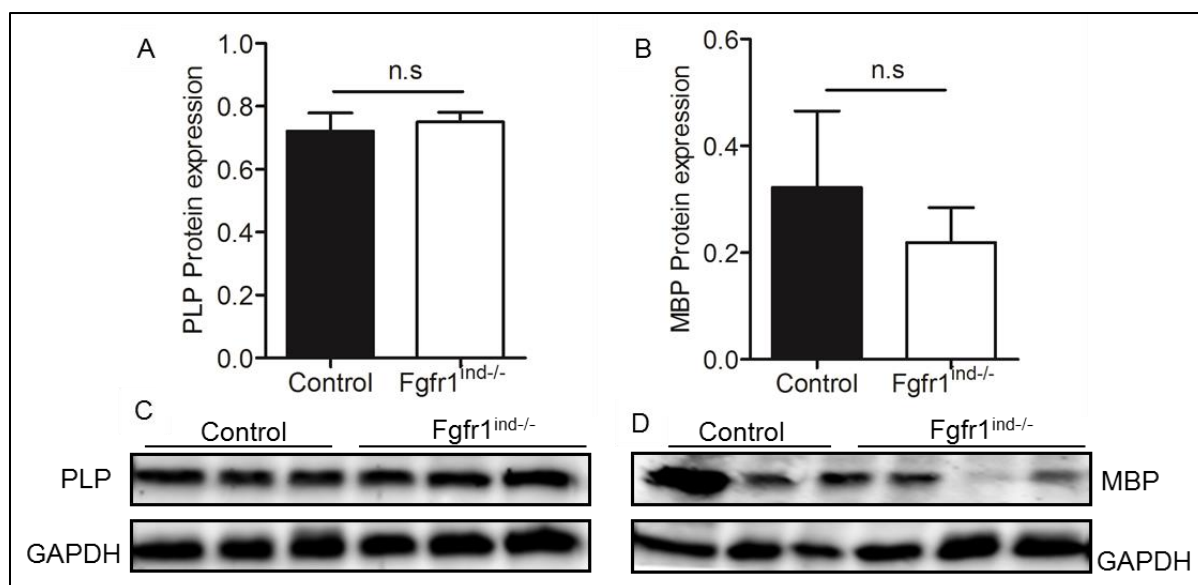 A
PLP Protein expression
1.0
0.8
0.6
0.4
0.2
0.0
n.s
Control Fgfr1ind-/-
B
MBP Protein expression
0.6
0.4
0.2
0.0
n.s
Control Fgfr1ind-/-
C
Control Fgfr1ind-/-
PLP
GAPDH
D
Control Fgfr1ind-/-
MBP
GAPDH